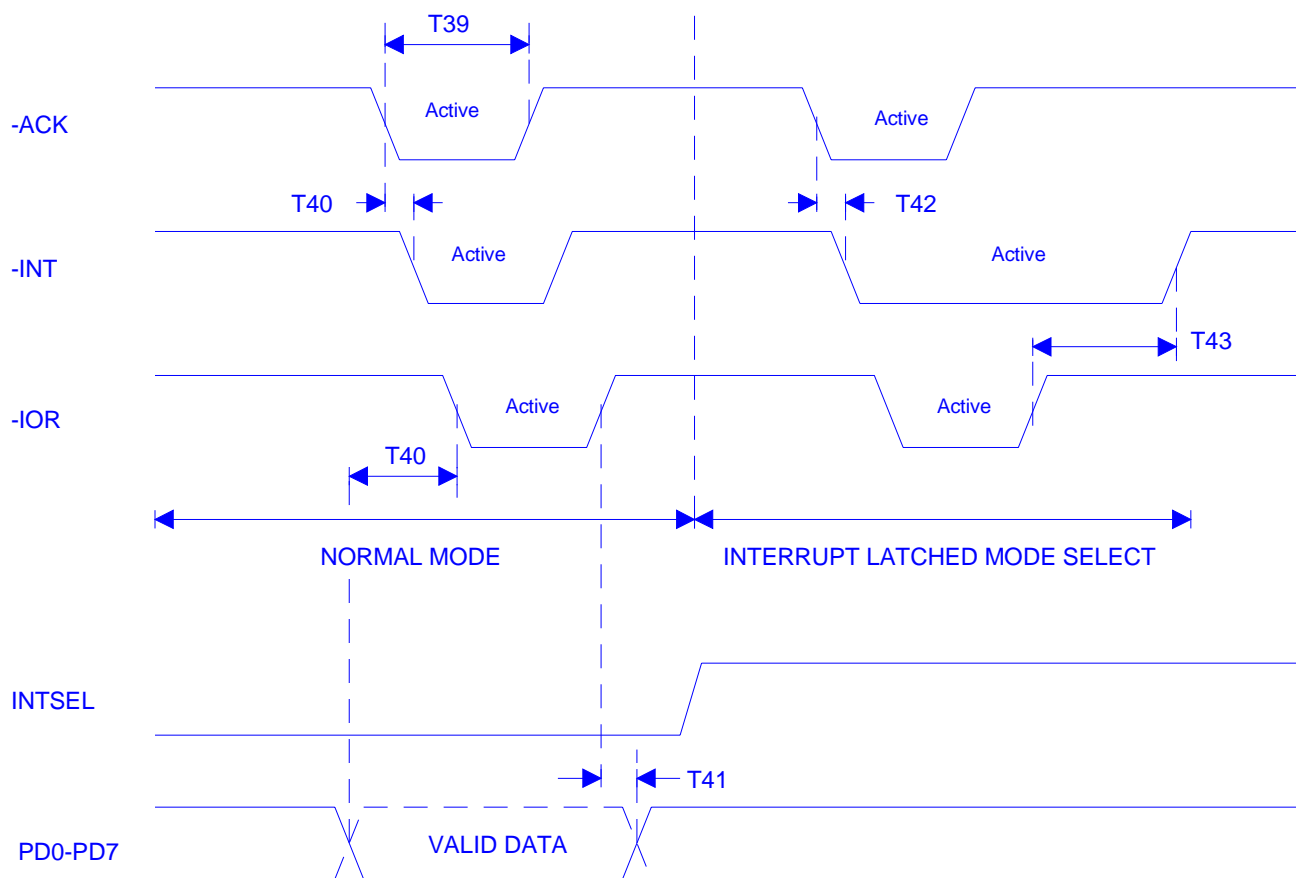 T39
Active
Active
-ACK
T40
T42
Active
Active
-INT
T43
Active
Active
-IOR
T40
NORMAL MODE
INTERRUPT LATCHED MODE SELECT
INTSEL
T41
VALID DATA
PD0-PD7